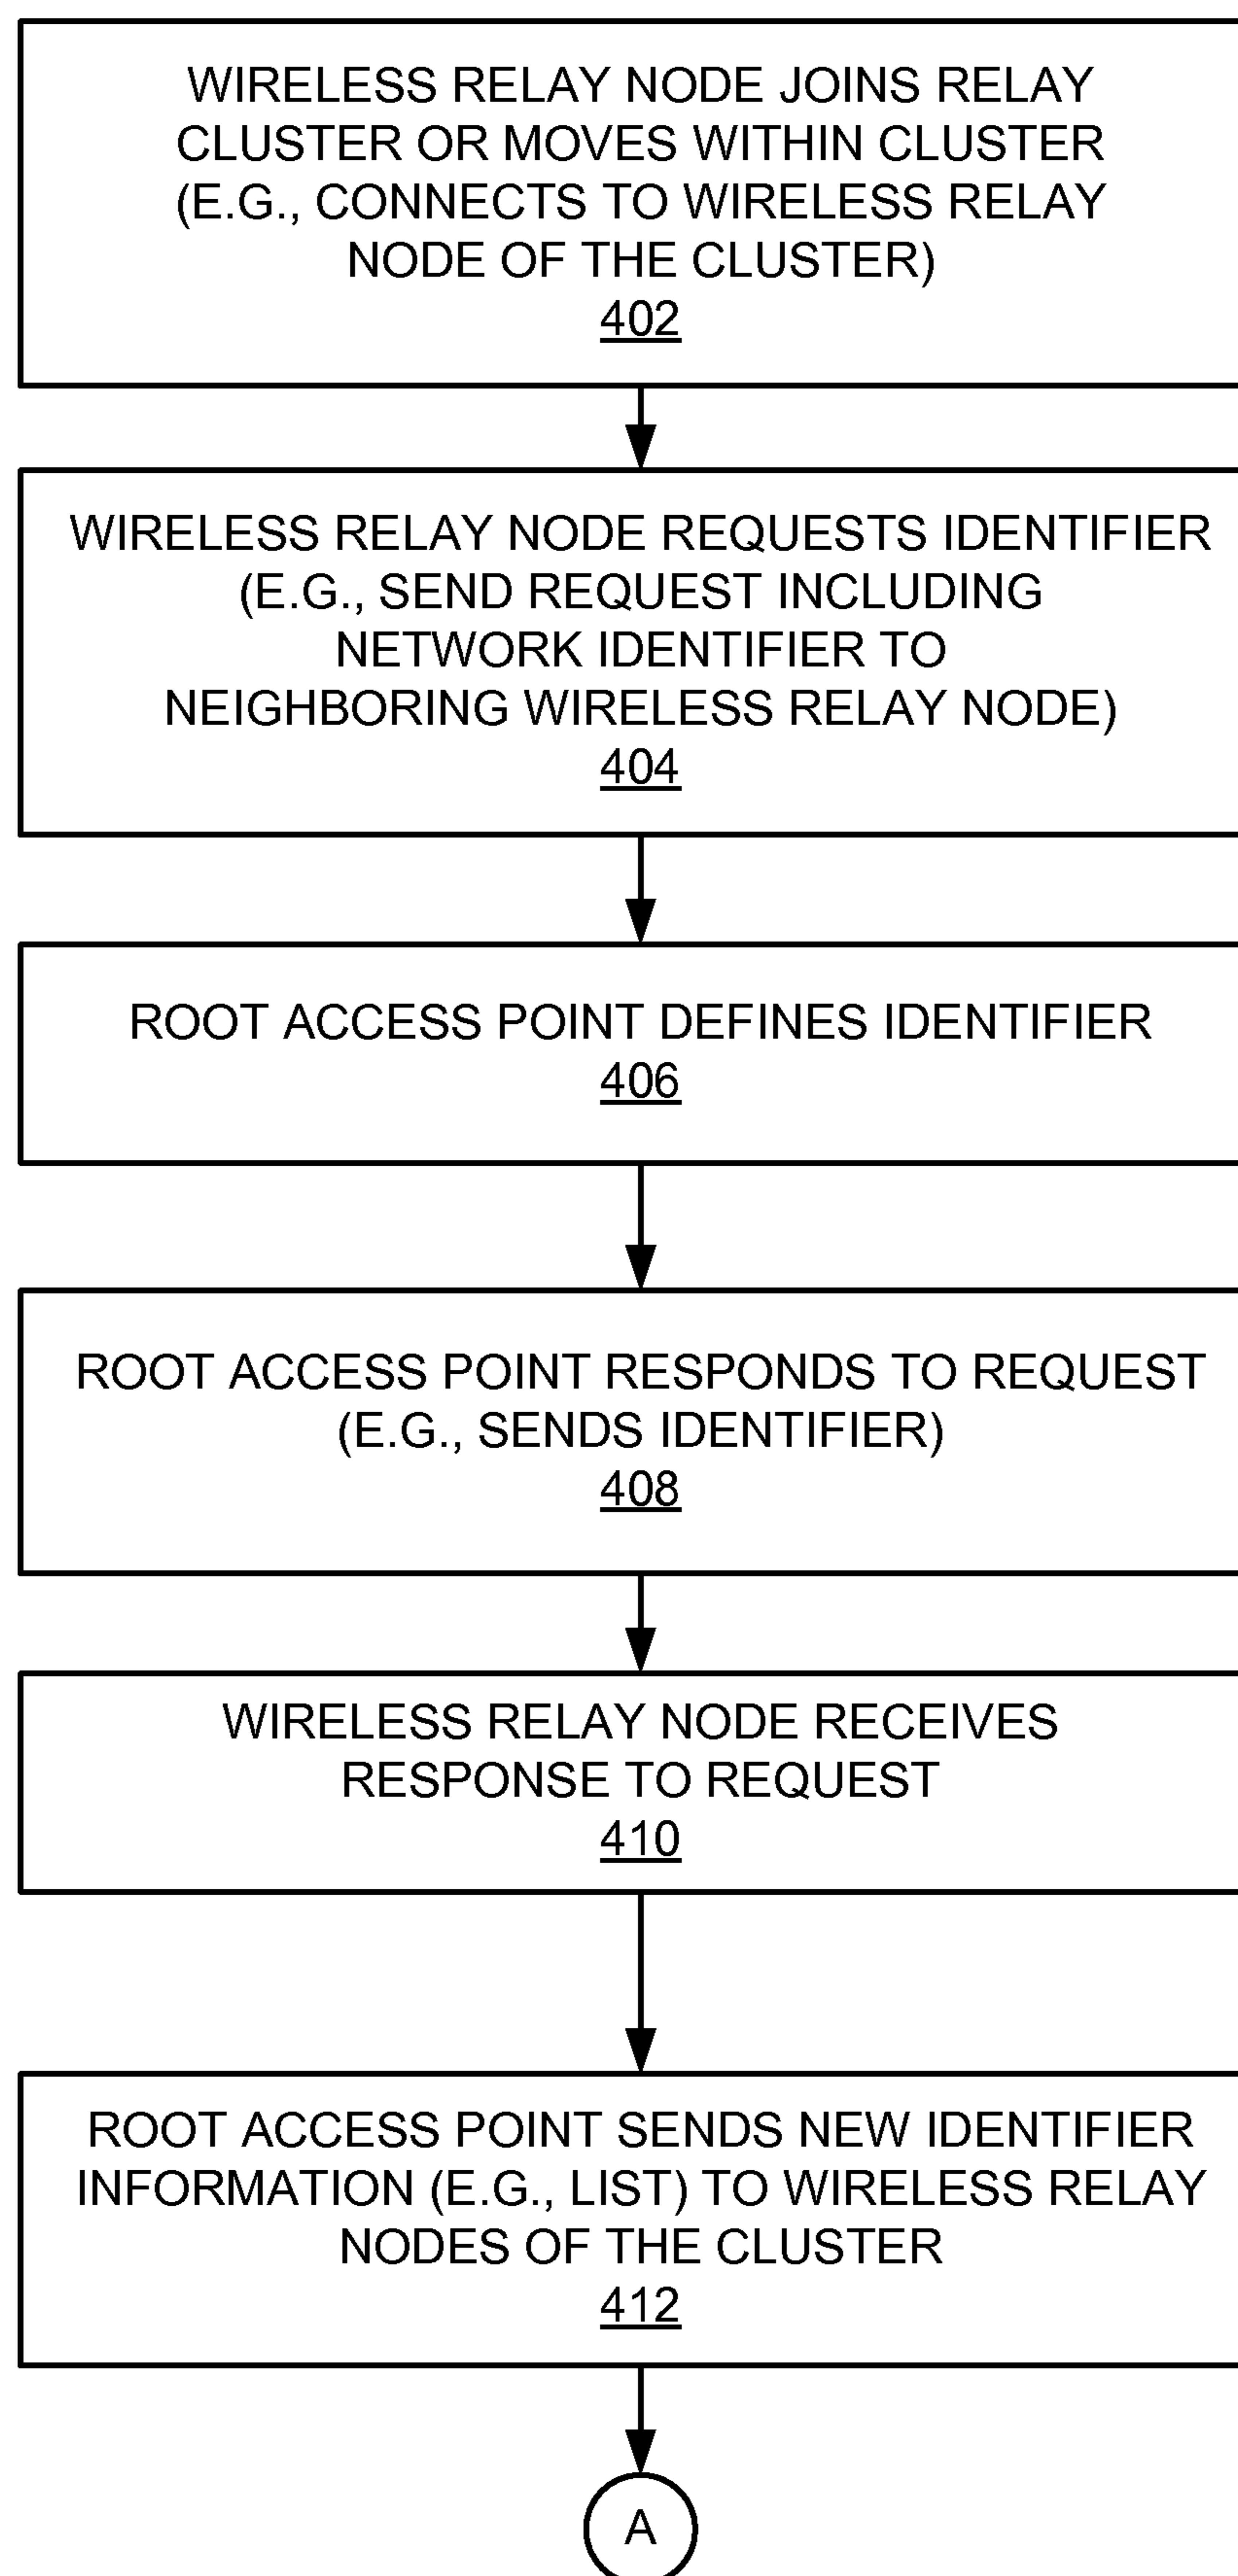 WIRELESS RELAY NODE JOINS RELAY
CLUSTER OR MOVES WITHIN CLUSTER
(E.G., CONNECTS TO WIRELESS RELAY
NODE OF THE CLUSTER)
402
WIRELESS RELAY NODE REQUESTS IDENTIFIER
(E.G., SEND REQUEST INCLUDING
NETWORK IDENTIFIER TO
NEIGHBORING WIRELESS RELAY NODE)
404
ROOT ACCESS POINT DEFINES IDENTIFIER
406
ROOT ACCESS POINT RESPONDS TO REQUEST
(E.G., SENDS IDENTIFIER)
408
WIRELESS RELAY NODE RECEIVES
RESPONSE TO REQUEST
410
ROOT ACCESS POINT SENDS NEW IDENTIFIER
INFORMATION (E.G., LIST) TO WIRELESS RELAY
NODES OF THE CLUSTER
412
A